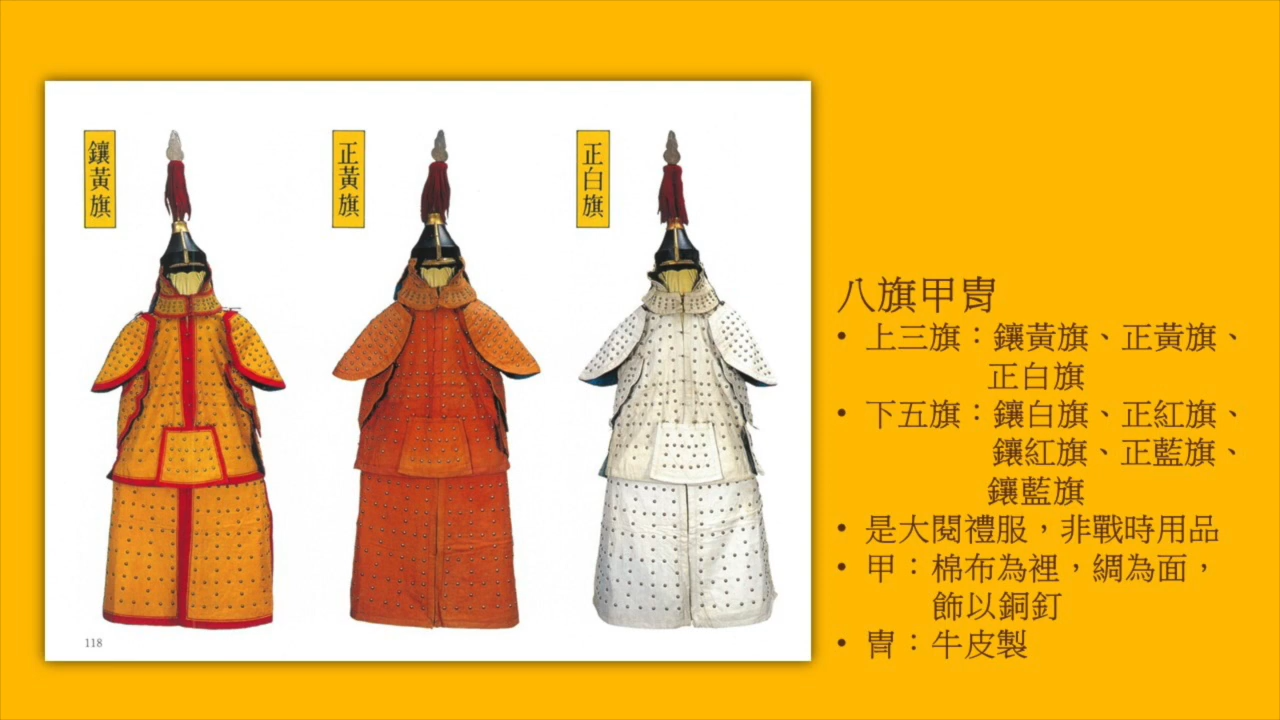 鑲黃旗
正黃旗
正白旗
118
八旗甲冑
• 上三旗：鑲黃旗、正黃旗、
正白旗
• 下五旗：鑲白旗、正紅旗、
鑲紅旗、正藍旗、
鑲藍旗
• 是大閱禮服，非戰時用品
• 甲：棉布為裡，綢為面，
飾以銅釘
• 冑：牛皮製